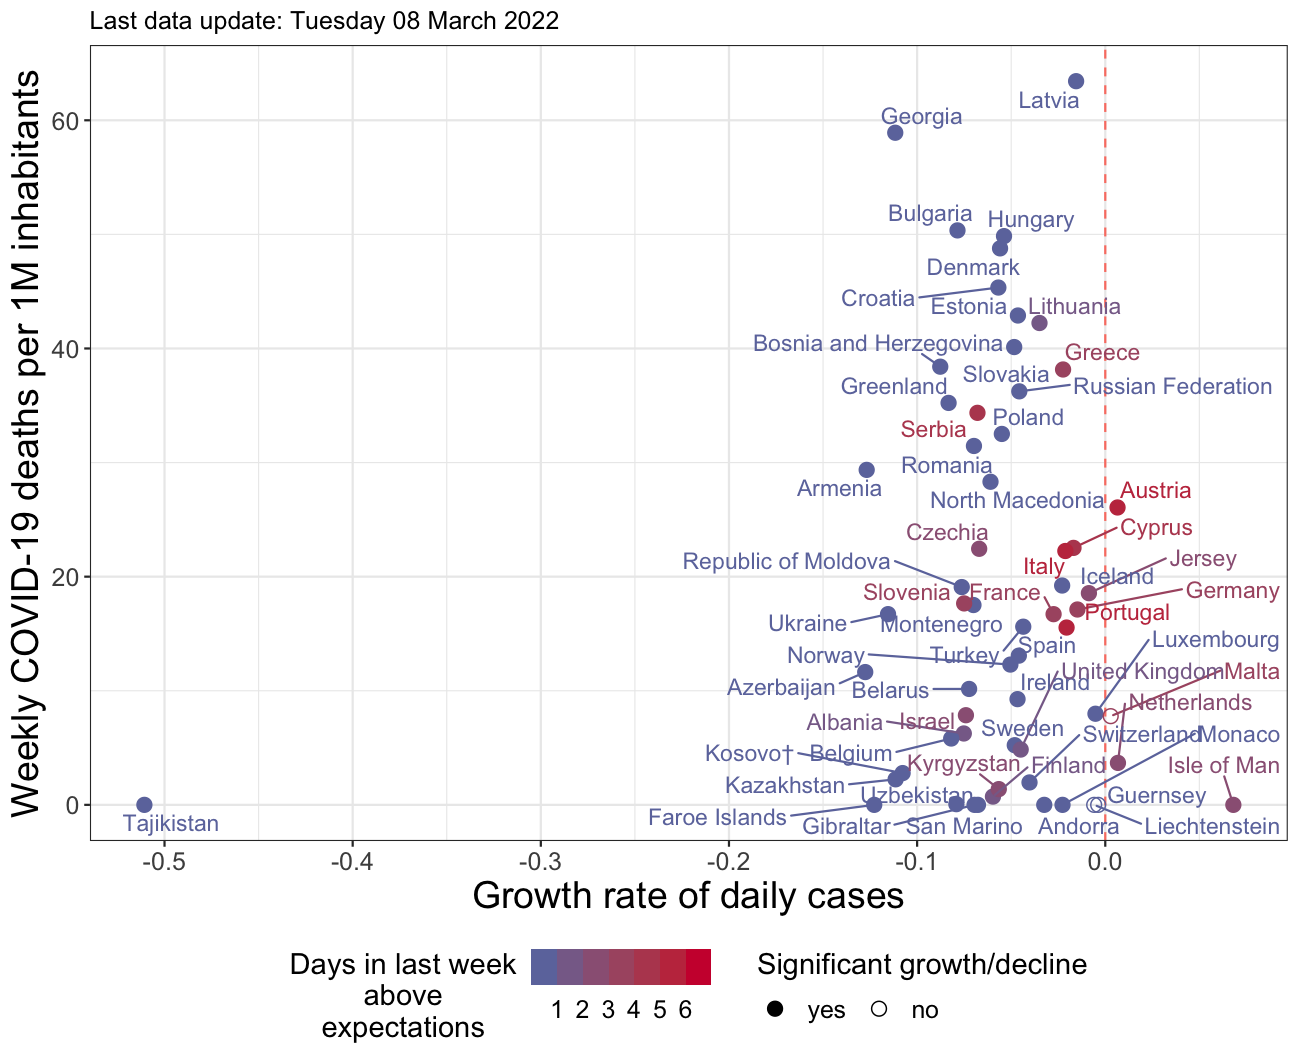 Last data update: Tuesday 08 March 2022
Weekly COVID-19 deaths per 1M inhabitants
60
40
20
0
Latvia
Georgia
Bulgaria
Hungary
Denmark
Croatia
Estonia
Lithuania
Bosnia and Herzegovina
Greece
Slovakia
Greenland
Russian Federation
Poland
Serbia
Romania
Armenia
Austria
North Macedonia
Czechia
Cyprus
Republic of Moldova
Italy
Jersey
Iceland
Slovenia
France
Germany
Portugal
Ukraine
Montenegro
Luxembourg
Spain
Norway
Turkey
United Kingdom
Malta
Ireland
Azerbaijan
Belarus
Netherlands
Albania
Israel
Sweden
Switzerland
Monaco
Kosovo†
Belgium
Kyrgyzstan
Finland
Isle of Man
Kazakhstan
Uzbekistan
Guernsey
Faroe Islands
Tajikistan
Gibraltar
San Marino
Andorra
Liechtenstein
-0.5
-0.4
-0.3
-0.2
-0.1
0.0
Growth rate of daily cases
Days in last week
above
expectations
1 2 3 4 5 6
Significant growth/decline
yes
no